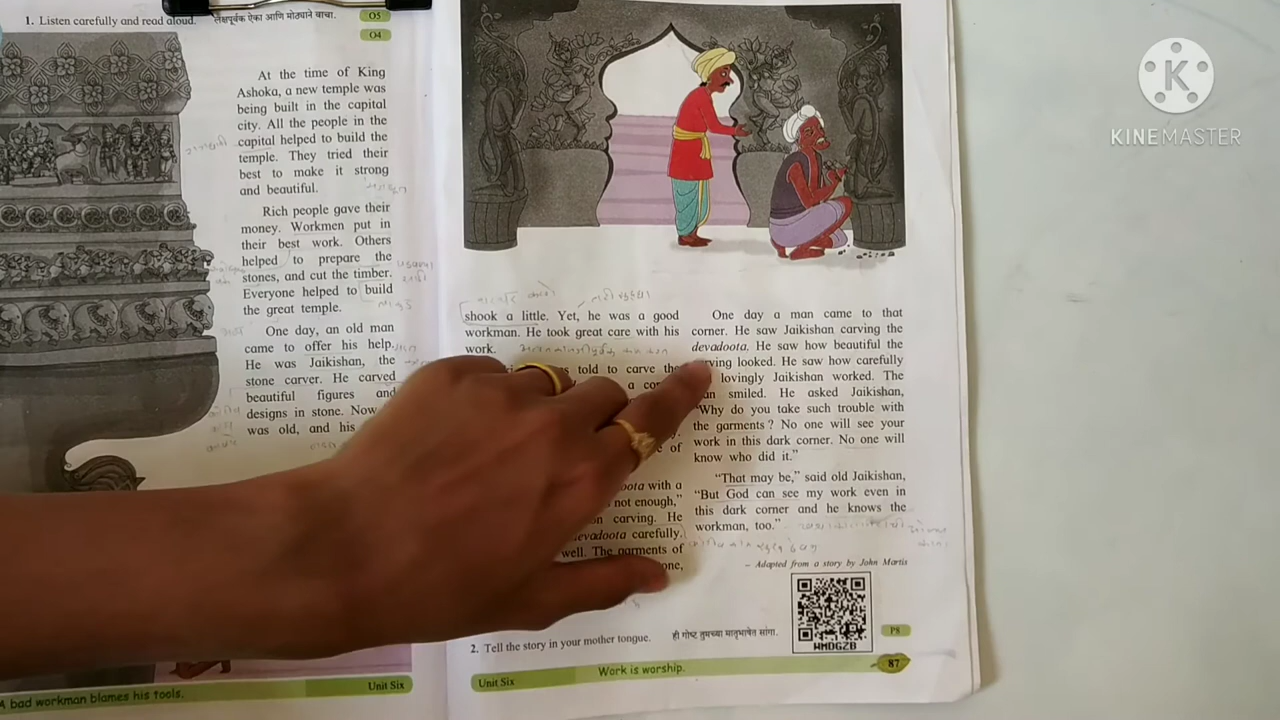 1. Listen carefully and read aloud. लक्षपूर्वक ऐका आणि मोठ्याने वाचा.
O5
O4
At the time of King
Ashoka, a new temple was
being built in the capital
city. All the people in the
capital helped to build the
temple. They tried their
best to make it strong
and beautiful.
Rich people gave their
money. Workmen put in
their best work. Others
helped to prepare the
stones, and cut the timber.
Everyone helped to build
the great temple.
One day, an old man
came to offer his help.
He was Jaikishan, the
stone carver. He carved
beautiful figures and
designs in stone. Now
was old, and his
A bad workman blames his tools.
Unit Six
shook a little. Yet, he was a good
workman. He took great care with his
work.
told to carve the
a
of
with a
not enough,"
carving. He
carefully.
well. The garments of
One day a man came to that
corner. He saw Jaikishan carving the
devadoota. He saw how beautiful the
looked. He saw how carefully
lovingly Jaikishan worked. The
smiled. He asked Jaikishan,
"Why do you take such trouble with
the garments? No one will see your
work in this dark corner. No one will
know who did it."
"That may be," said old Jaikishan,
"But God can see my work even in
this dark corner and he knows the
workman, too."
– Adapted from a story by John Martis
WMDGZB
2. Tell the story in your mother tongue. ही गोष्ट तुमच्या मातृभाषेत सांगा.
P8
Unit Six
Work is worship.
87
K
KINEMASTER